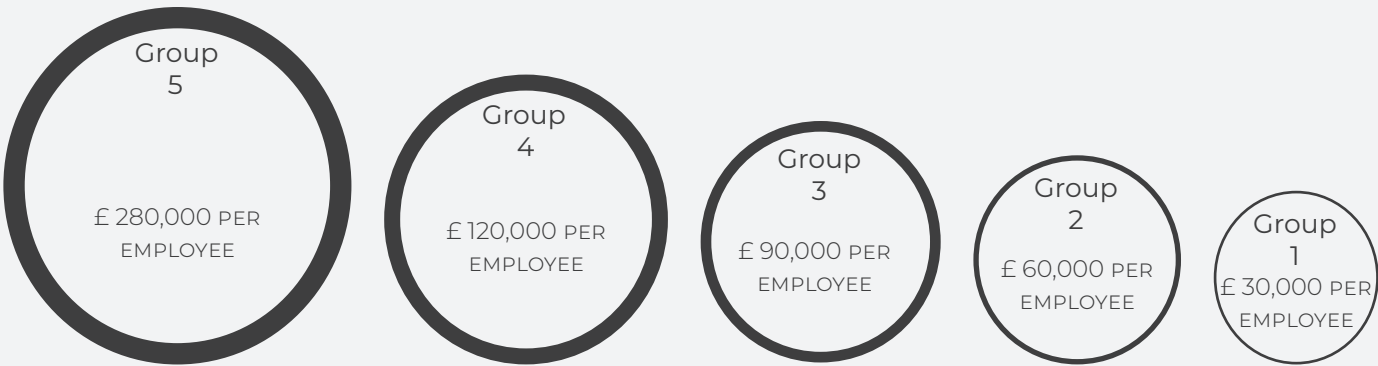 Group
5
£ 280,000 PER
EMPLOYEE
Group
4
£ 120,000 PER
EMPLOYEE
Group
3
£ 90,000 PER
EMPLOYEE
Group
2
£ 60,000 PER
EMPLOYEE
Group
1
£ 30,000 PER
EMPLOYEE